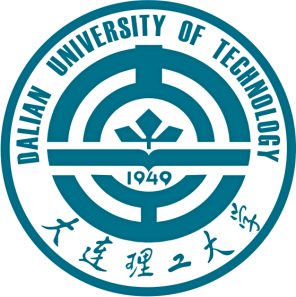 DALIAN UNIVERSITY OF TECHNOLOGY
1949
大连理工大学